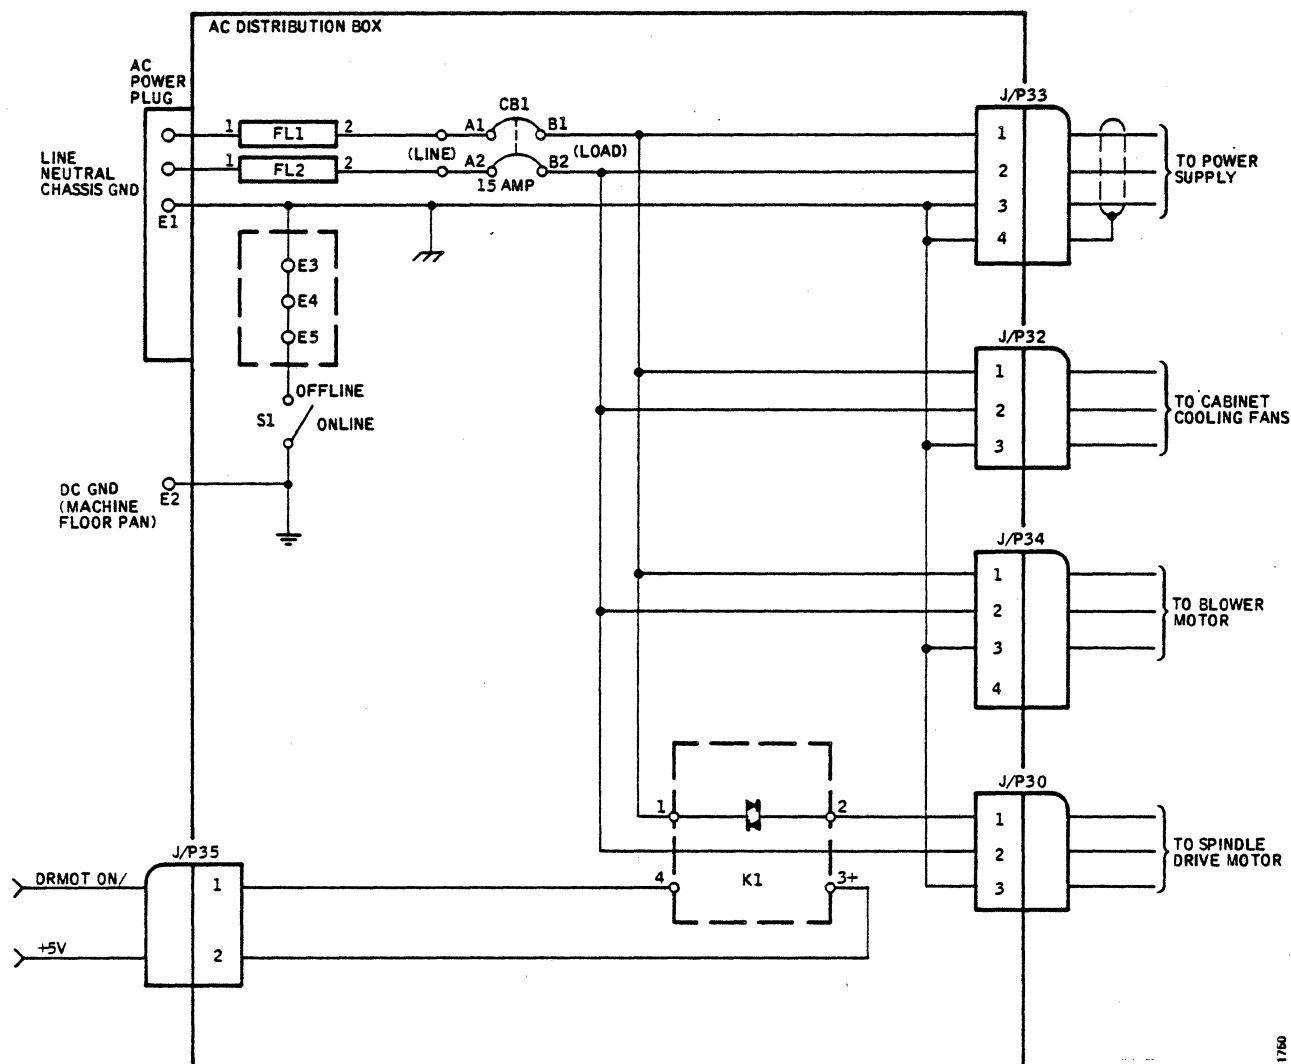 AC DISTRIBUTION BOX
AC
POWER
PLUG
LINE
NEUTRAL
CHASSIS GND
E1
1 FL1 2
1 FL2 2
(LINE)
A1 CB1 B1
A2 B2
15 AMP
(LOAD)
E3
E4
E5
OFFLINE
S1
ONLINE
DC GND
(MACHINE
FLOOR PAN)
E2
J/P33
1
2
3
4
TO POWER
SUPPLY
J/P32
1
2
3
TO CABINET
COOLING FANS
J/P34
1
2
3
4
TO BLOWER
MOTOR
J/P30
1
2
3
TO SPINDLE
DRIVE MOTOR
1 2
4 K1 3+
J/P35
DRMOT ON/ 1
+5V 2
1760